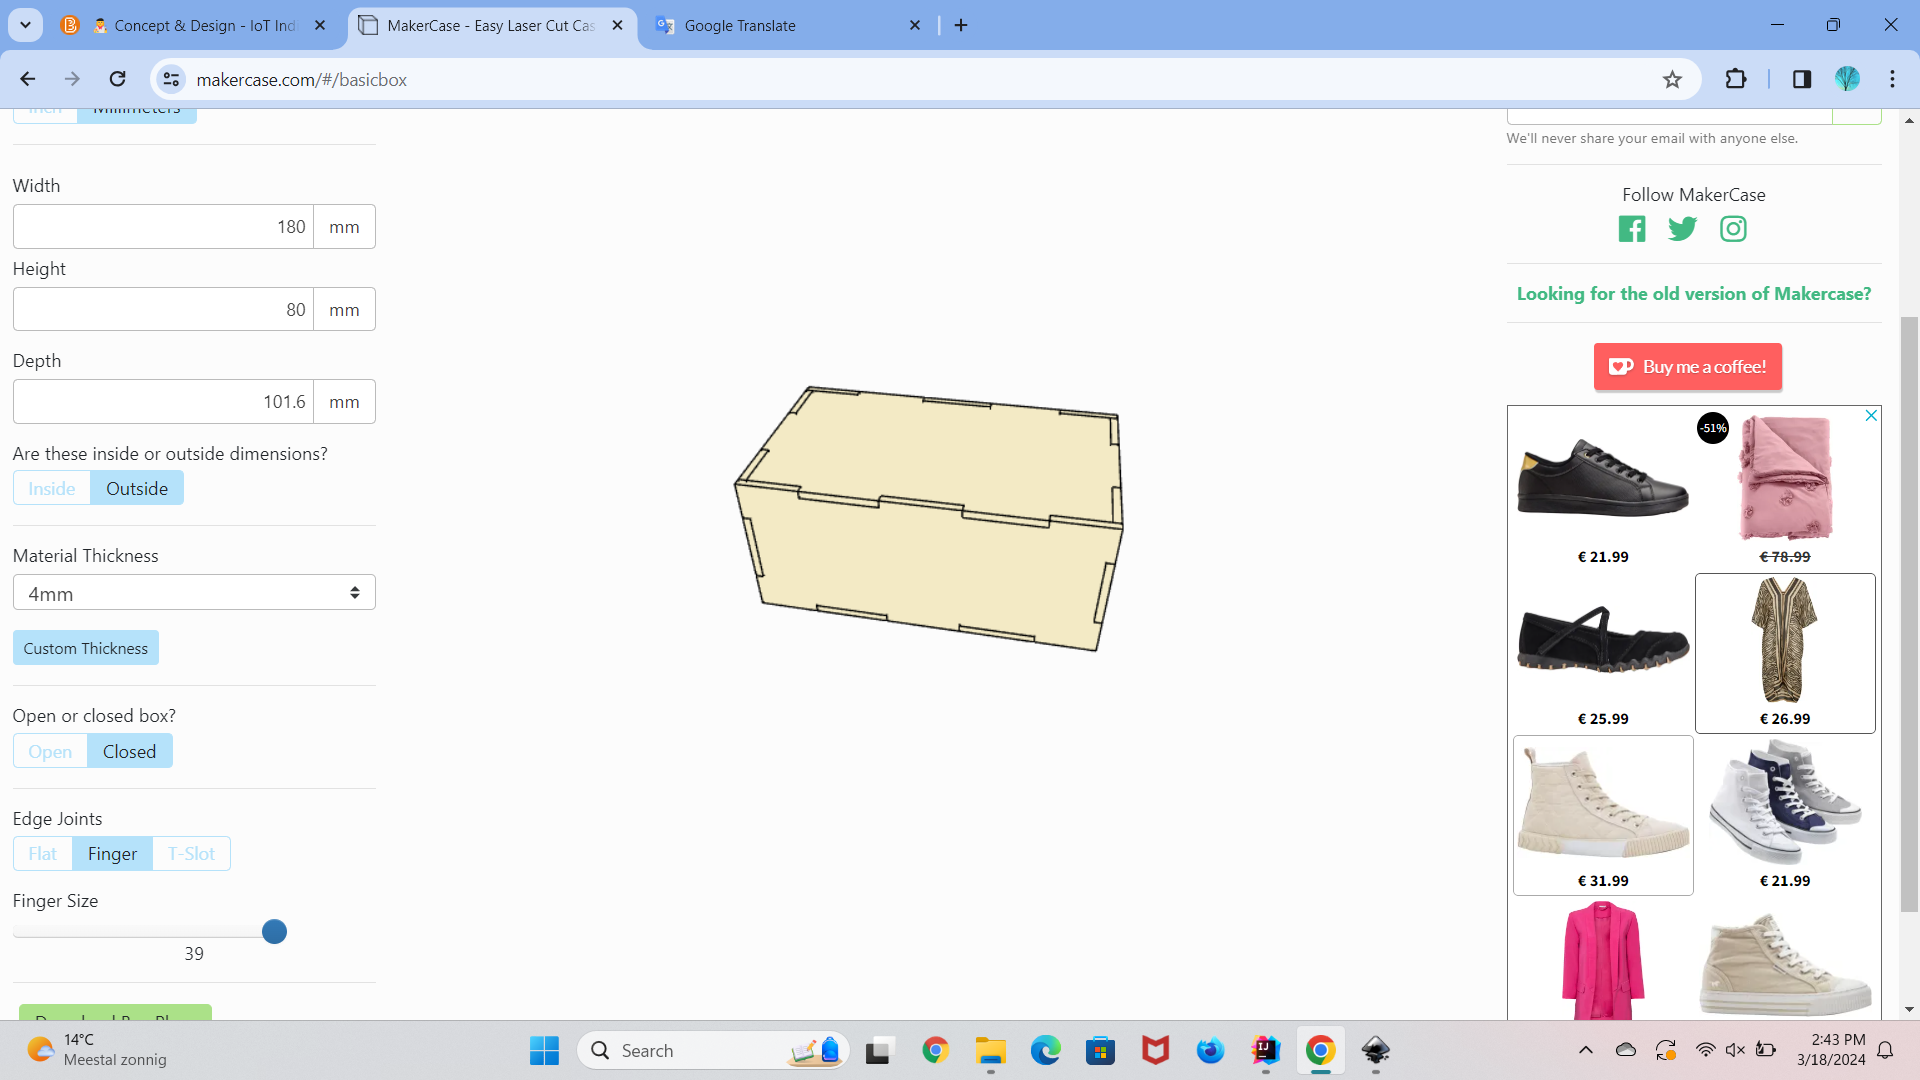 Concept & Design - IoT Ind
MakerCase - Easy Laser Cut Cas
Google Translate
makercase.com/#/basicbox
Inch
Millimeters
Width
180 mm
Height
80 mm
Depth
101.6 mm
Are these inside or outside dimensions?
Inside Outside
Material Thickness
4mm
Custom Thickness
Open or closed box?
Open Closed
Edge Joints
Flat Finger T-Slot
Finger Size
39
We'll never share your email with anyone else.
Follow MakerCase
Looking for the old version of Makercase?
Buy me a coffee!
-51%
€ 21.99
€ 78.99
€ 25.99
€ 26.99
€ 31.99
€ 21.99
14°C
Meestal zonnig
Search
2:43 PM
3/18/2024